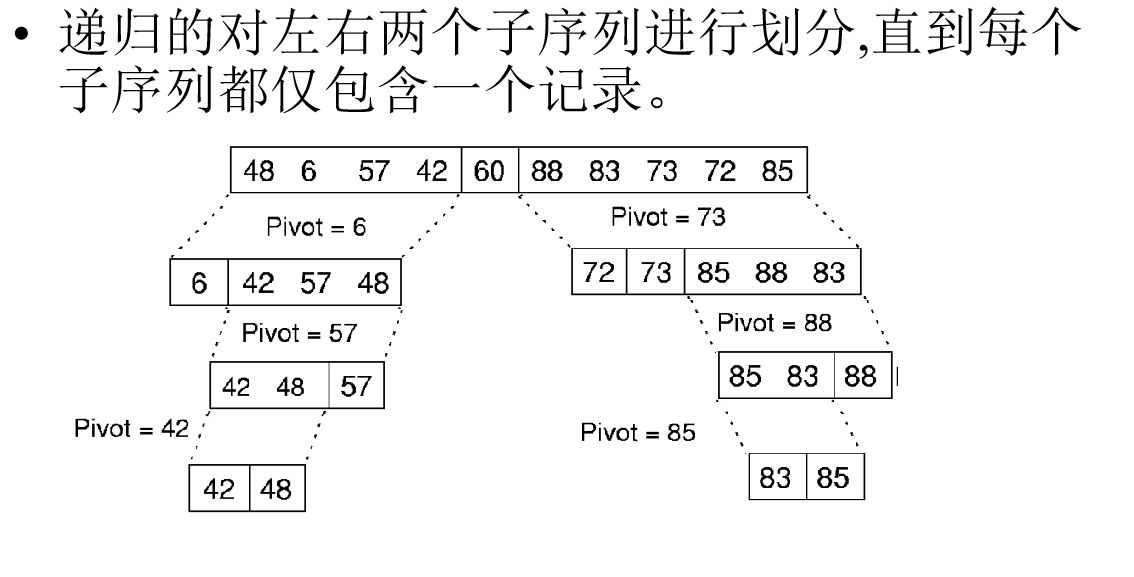 • 递归的对左右两个子序列进行划分,直到每个
子序列都仅包含一个记录。
48 6 57 42 60 88 83 73 72 85
Pivot = 6 Pivot = 73
6 42 57 48 72 73 85 88 83
Pivot = 57 Pivot = 88
42 48 57 85 83 88
Pivot = 42 Pivot = 85
42 48 83 85